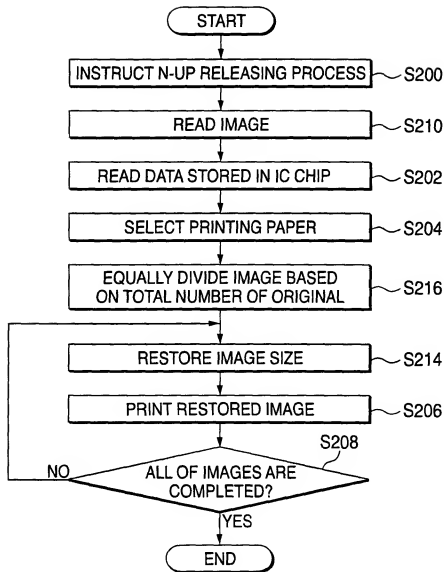 START
INSTRUCT N-UP RELEASING PROCESS
S200
READ IMAGE
S210
READ DATA STORED IN IC CHIP
S202
SELECT PRINTING PAPER
S204
EQUALLY DIVIDE IMAGE BASED
ON TOTAL NUMBER OF ORIGINAL
S216
RESTORE IMAGE SIZE
S214
PRINT RESTORED IMAGE
S206
S208
ALL OF IMAGES ARE
COMPLETED?
NO
YES
END